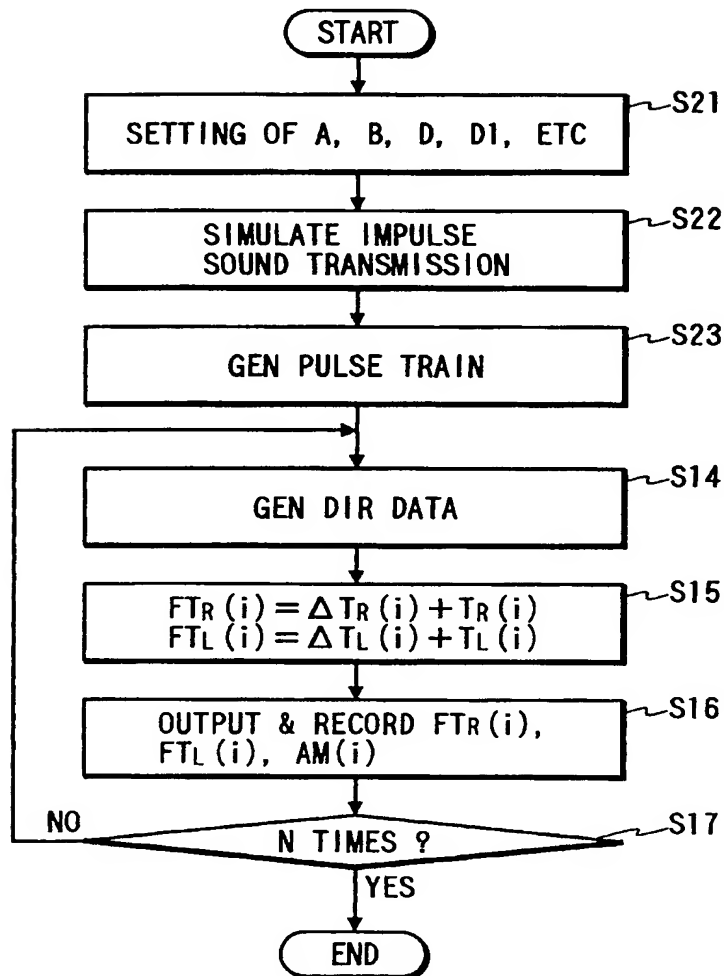 START
S21
SETTING OF A, B, D, D1, ETC
S22
SIMULATE IMPULSE
SOUND TRANSMISSION
S23
GEN PULSE TRAIN
S14
GEN DIR DATA
S15
FTR(i)=ΔTR(i)+TR(i)
FTL(i)=ΔTL(i)+TL(i)
S16
OUTPUT & RECORD FTR(i),
FTL(i), AM(i)
S17
NO
N TIMES ?
YES
END